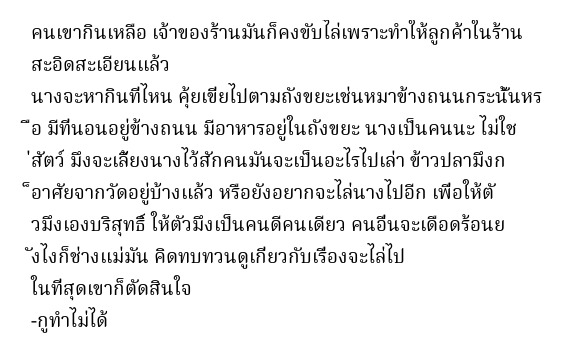 คนเขากินเหลือ เจ้าของร้านมันก็คงขับไล่เพราะทำให้ลูกค้าในร้าน
สะอิดสะเอียนแล้ว
นางจะหากินที่ไหน คุ้ยเขี่ยไปตามถังขยะเช่นหมาข้างถนนกระนั้นหร
ือ มีที่นอนอยู่ข้างถนน มีอาหารอยู่ในถังขยะ นางเป็นคนนะ ไม่ใช
่สัตว์ มึงจะเลี้ยงนางไว้สักคนมันจะเป็นอะไรไปเล่า ข้าวปลามึงก
็อาศัยจากวัดอยู่บ้างแล้ว หรือยังอยากจะไล่นางไปอีก เพื่อให้ตั
วมึงเองบริสุทธิ์ ให้ตัวมึงเป็นคนดีคนเดียว คนอื่นจะเดือดร้อนย
ังไงก็ช่างแม่มัน คิดทบทวนดูเกี่ยวกับเรื่องจะไล่ไป
ในที่สุดเขาก็ตัดสินใจ
-กูทำไม่ได้